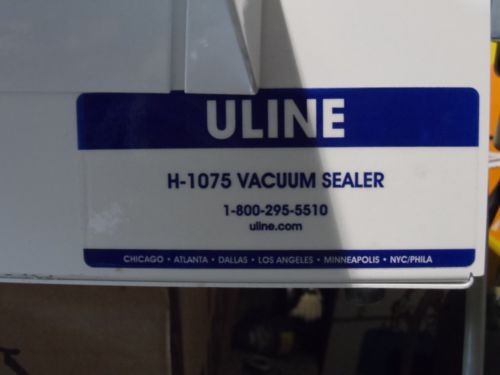 ULINE
H-1075 VACUUM SEALER
1-800-295-5510
uline.com
CHICAGO • ATLANTA • DALLAS • LOS ANGELES • MINNEAPOLIS • NYC/PHILA